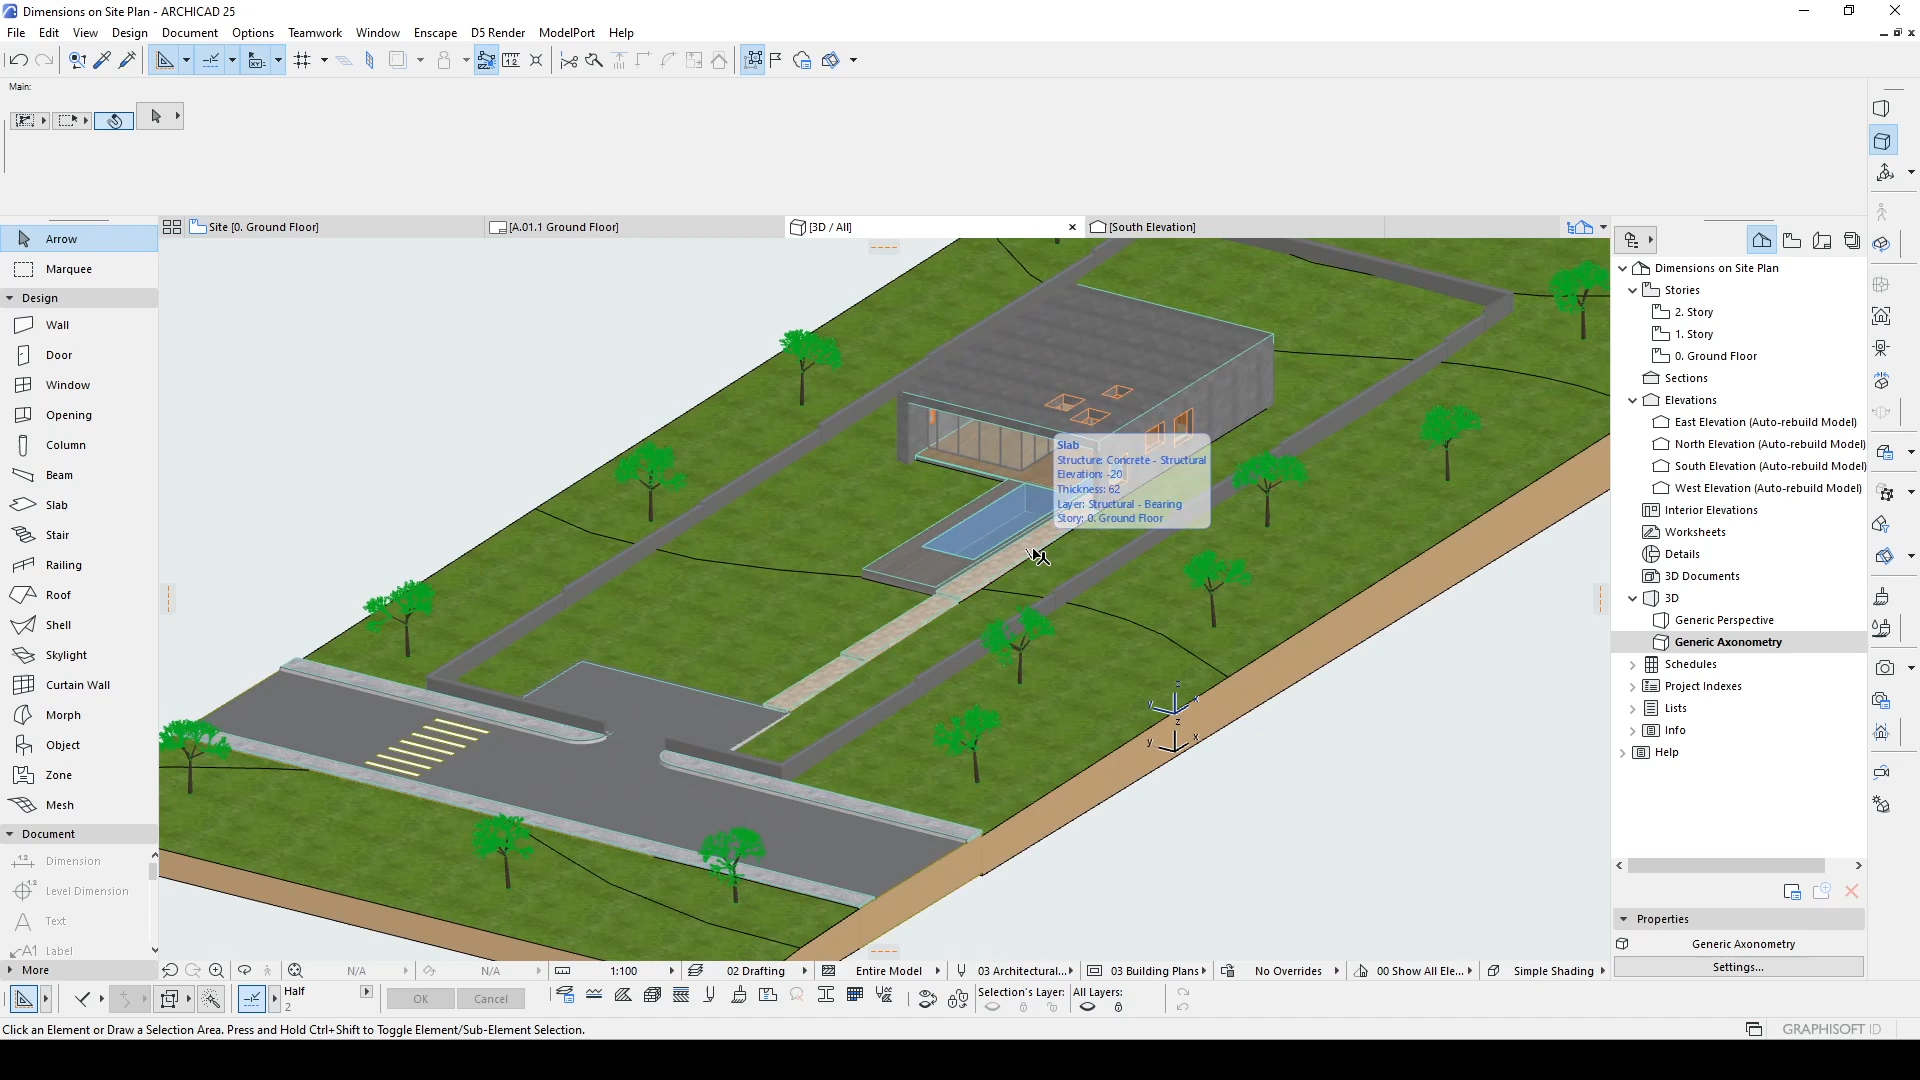 Dimensions on Site Plan - ARCHICAD 25
File Edit View Design Document Options Teamwork Window Enscape D5 Render ModelPort Help
Main:
Site [0. Ground Floor]
[A.01.1 Ground Floor]
[3D / All]
[South Elevation]
Arrow
Marquee
Design
Wall
Door
Window
Opening
Column
Beam
Slab
Stair
Railing
Roof
Shell
Skylight
Curtain Wall
Morph
Object
Zone
Mesh
Document
Dimension
Level Dimension
Text
Label
More
Slab
Structure: Concrete - Structural
Elevation: -20
Thickness: 62
Layer: Structural - Bearing
Story: 0. Ground Floor
z
y x
z
y x
Dimensions on Site Plan
Stories
2. Story
1. Story
0. Ground Floor
Sections
Elevations
East Elevation (Auto-rebuild Model)
North Elevation (Auto-rebuild Model)
South Elevation (Auto-rebuild Model)
West Elevation (Auto-rebuild Model)
Interior Elevations
Worksheets
Details
3D Documents
3D
Generic Perspective
Generic Axonometry
Schedules
Project Indexes
Lists
Info
Help
Properties
Generic Axonometry
Settings...
N/A N/A 1:100 02 Drafting Entire Model 03 Architectural... 03 Building Plans No Overrides 00 Show All Ele... Simple Shading
Half
2
OK Cancel
Selection's Layer: All Layers:
Click an Element or Draw a Selection Area. Press and Hold Ctrl+Shift to Toggle Element/Sub-Element Selection.
GRAPHISOFT ID